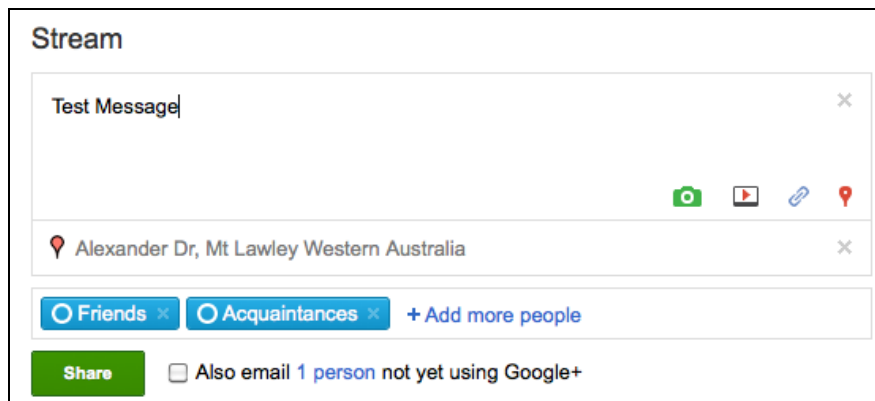 Stream
Test Message
Alexander Dr, Mt Lawley Western Australia
Friends × Acquaintances × + Add more people
Share Also email 1 person not yet using Google+